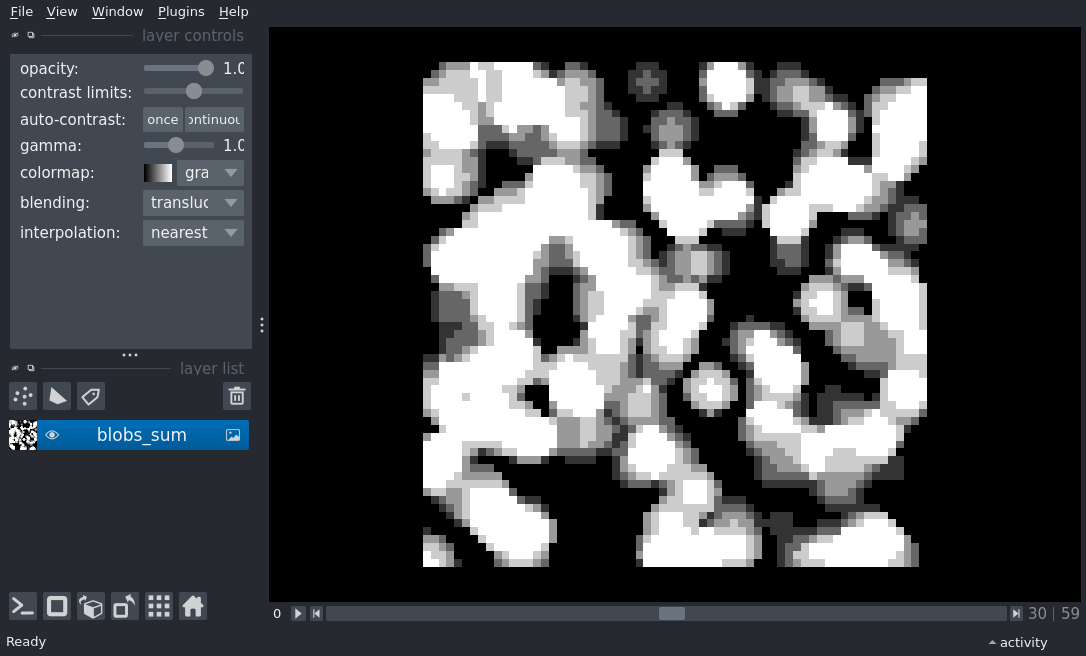 File View Window Plugins Help
layer controls
opacity: 1.0
contrast limits:
auto-contrast: once ontinuou
gamma: 1.0
colormap: gra
blending: transluc
interpolation: nearest
layer list
blobs_sum
0 30 | 59
Ready activity